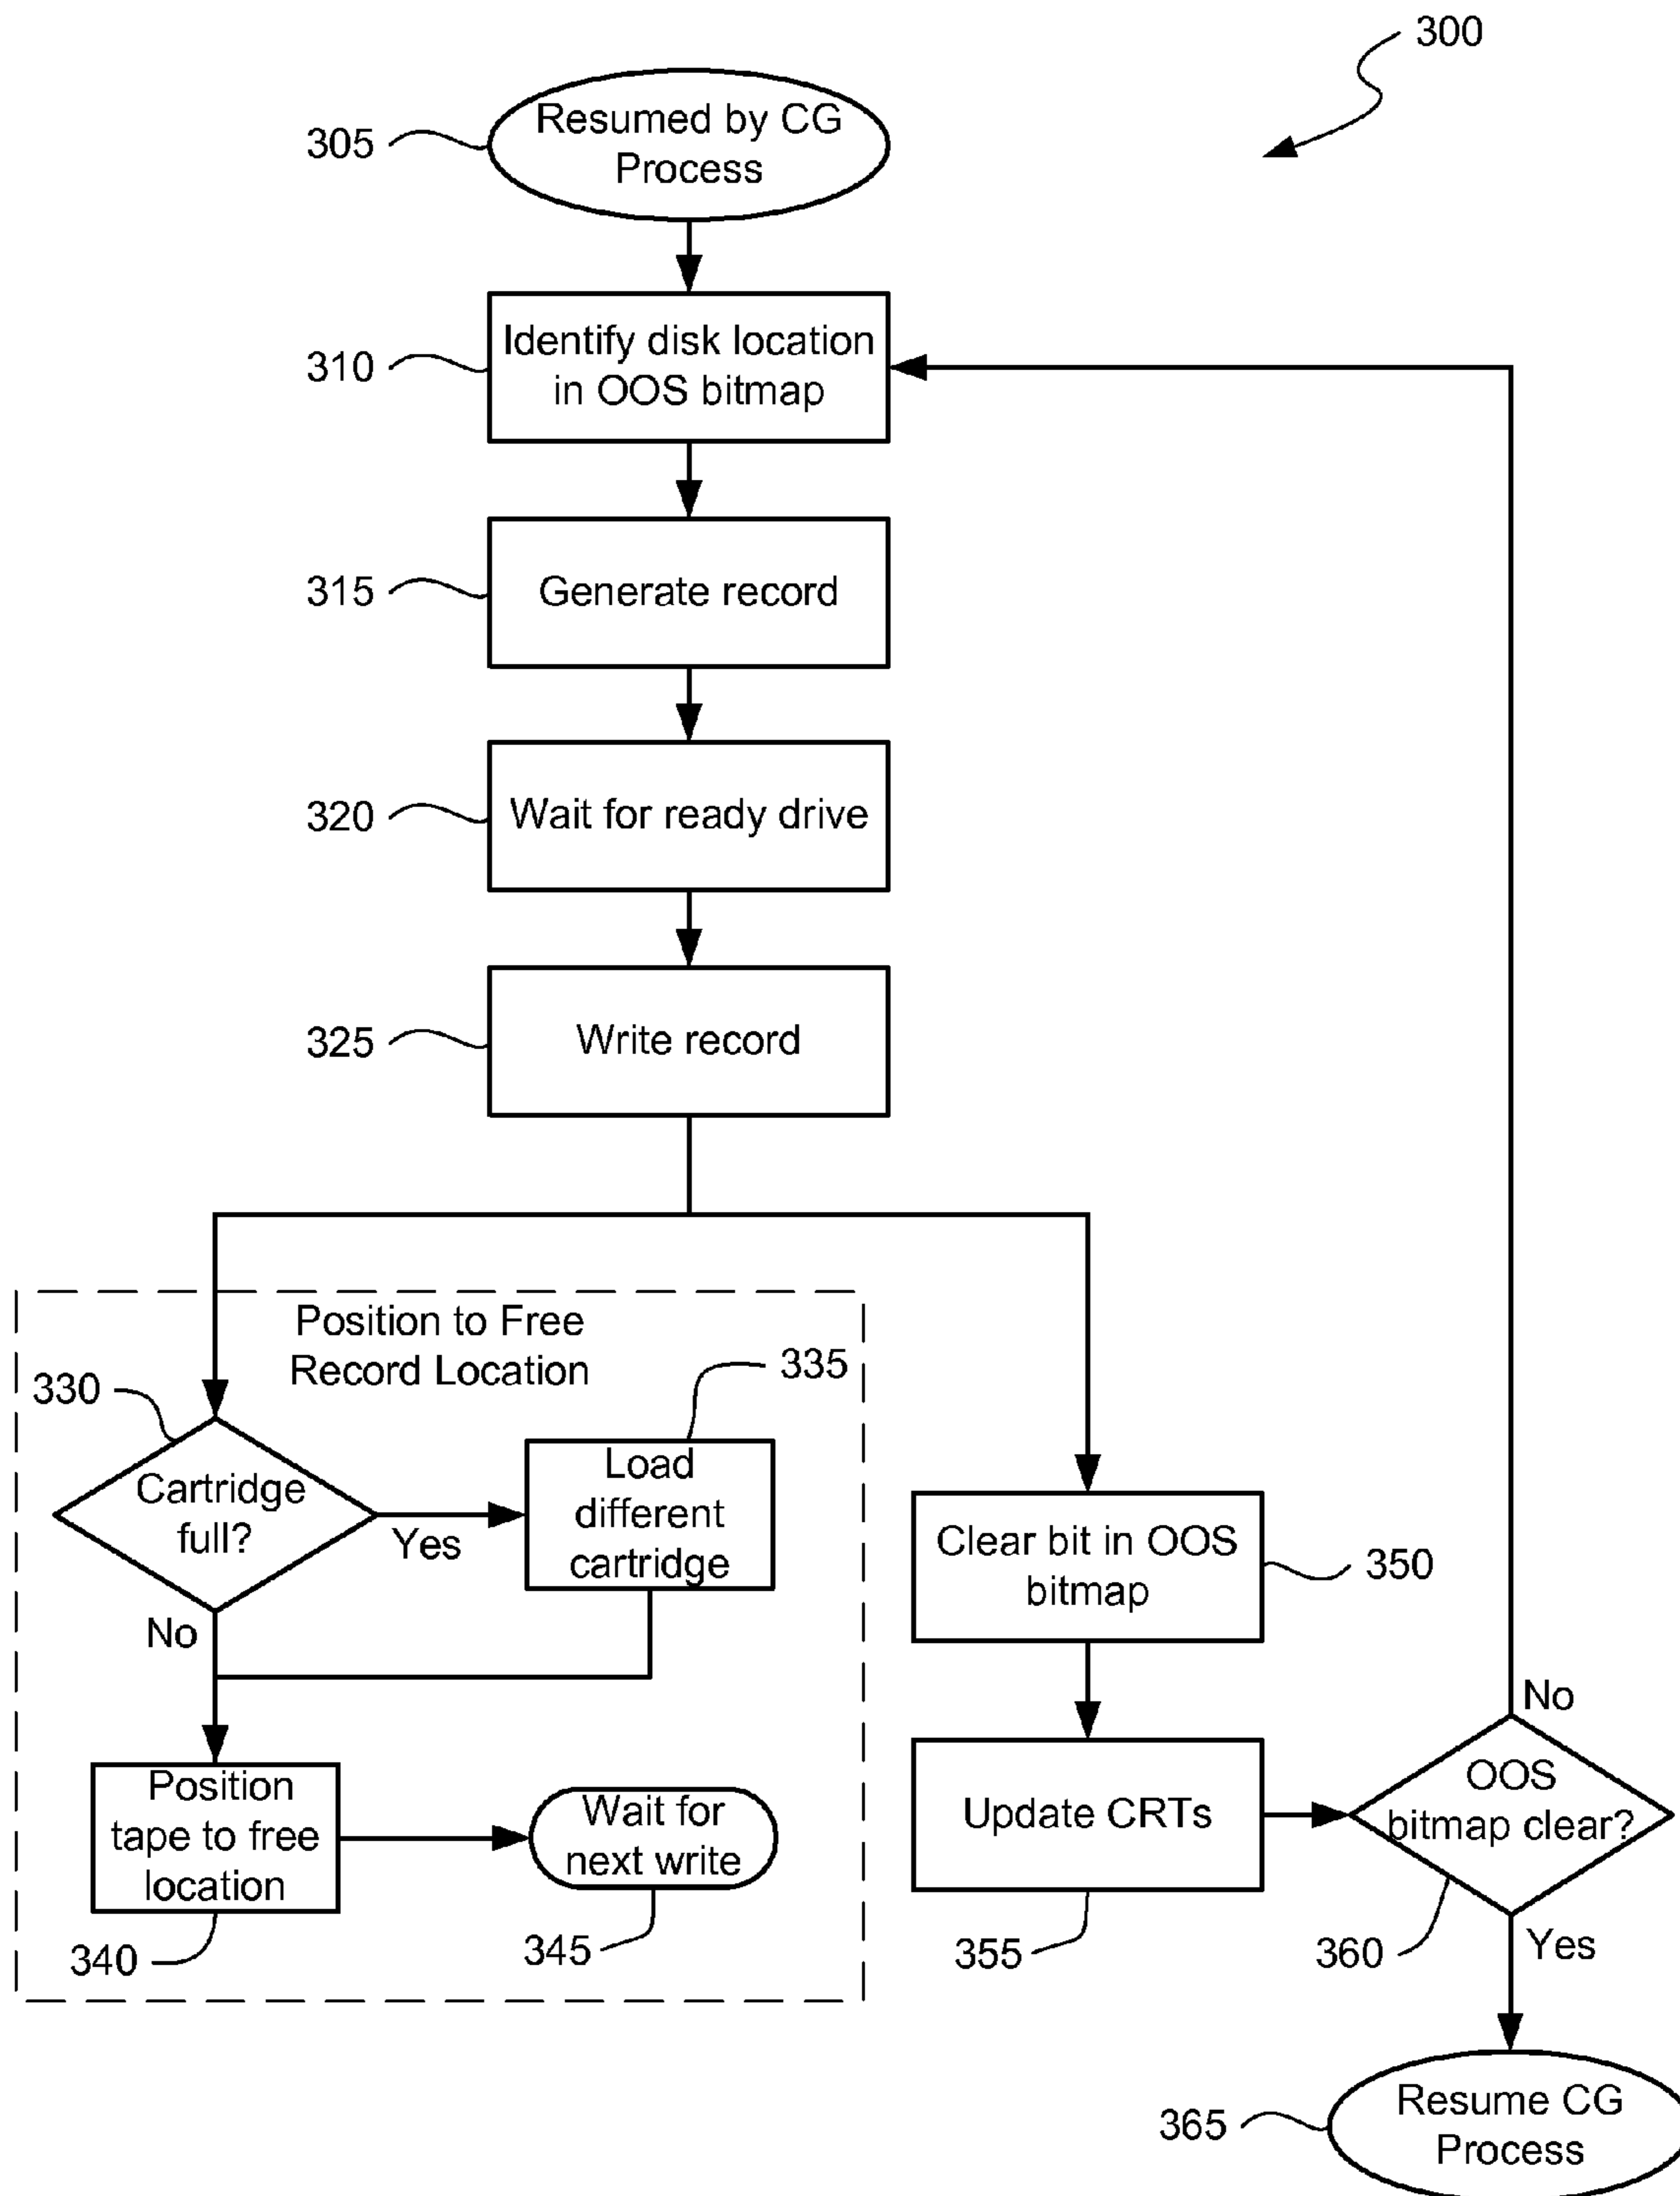 300
305
Resumed by CG
Process
310
Identify disk location
in OOS bitmap
315
Generate record
320
Wait for ready drive
325
Write record
Position to Free
Record Location
330
335
Cartridge
full?
Yes
No
Load
different
cartridge
Position
tape to free
location
340
Wait for
next write
345
Clear bit in OOS
bitmap
350
Update CRTs
355
No
OOS
bitmap clear?
360
Yes
365
Resume CG
Process